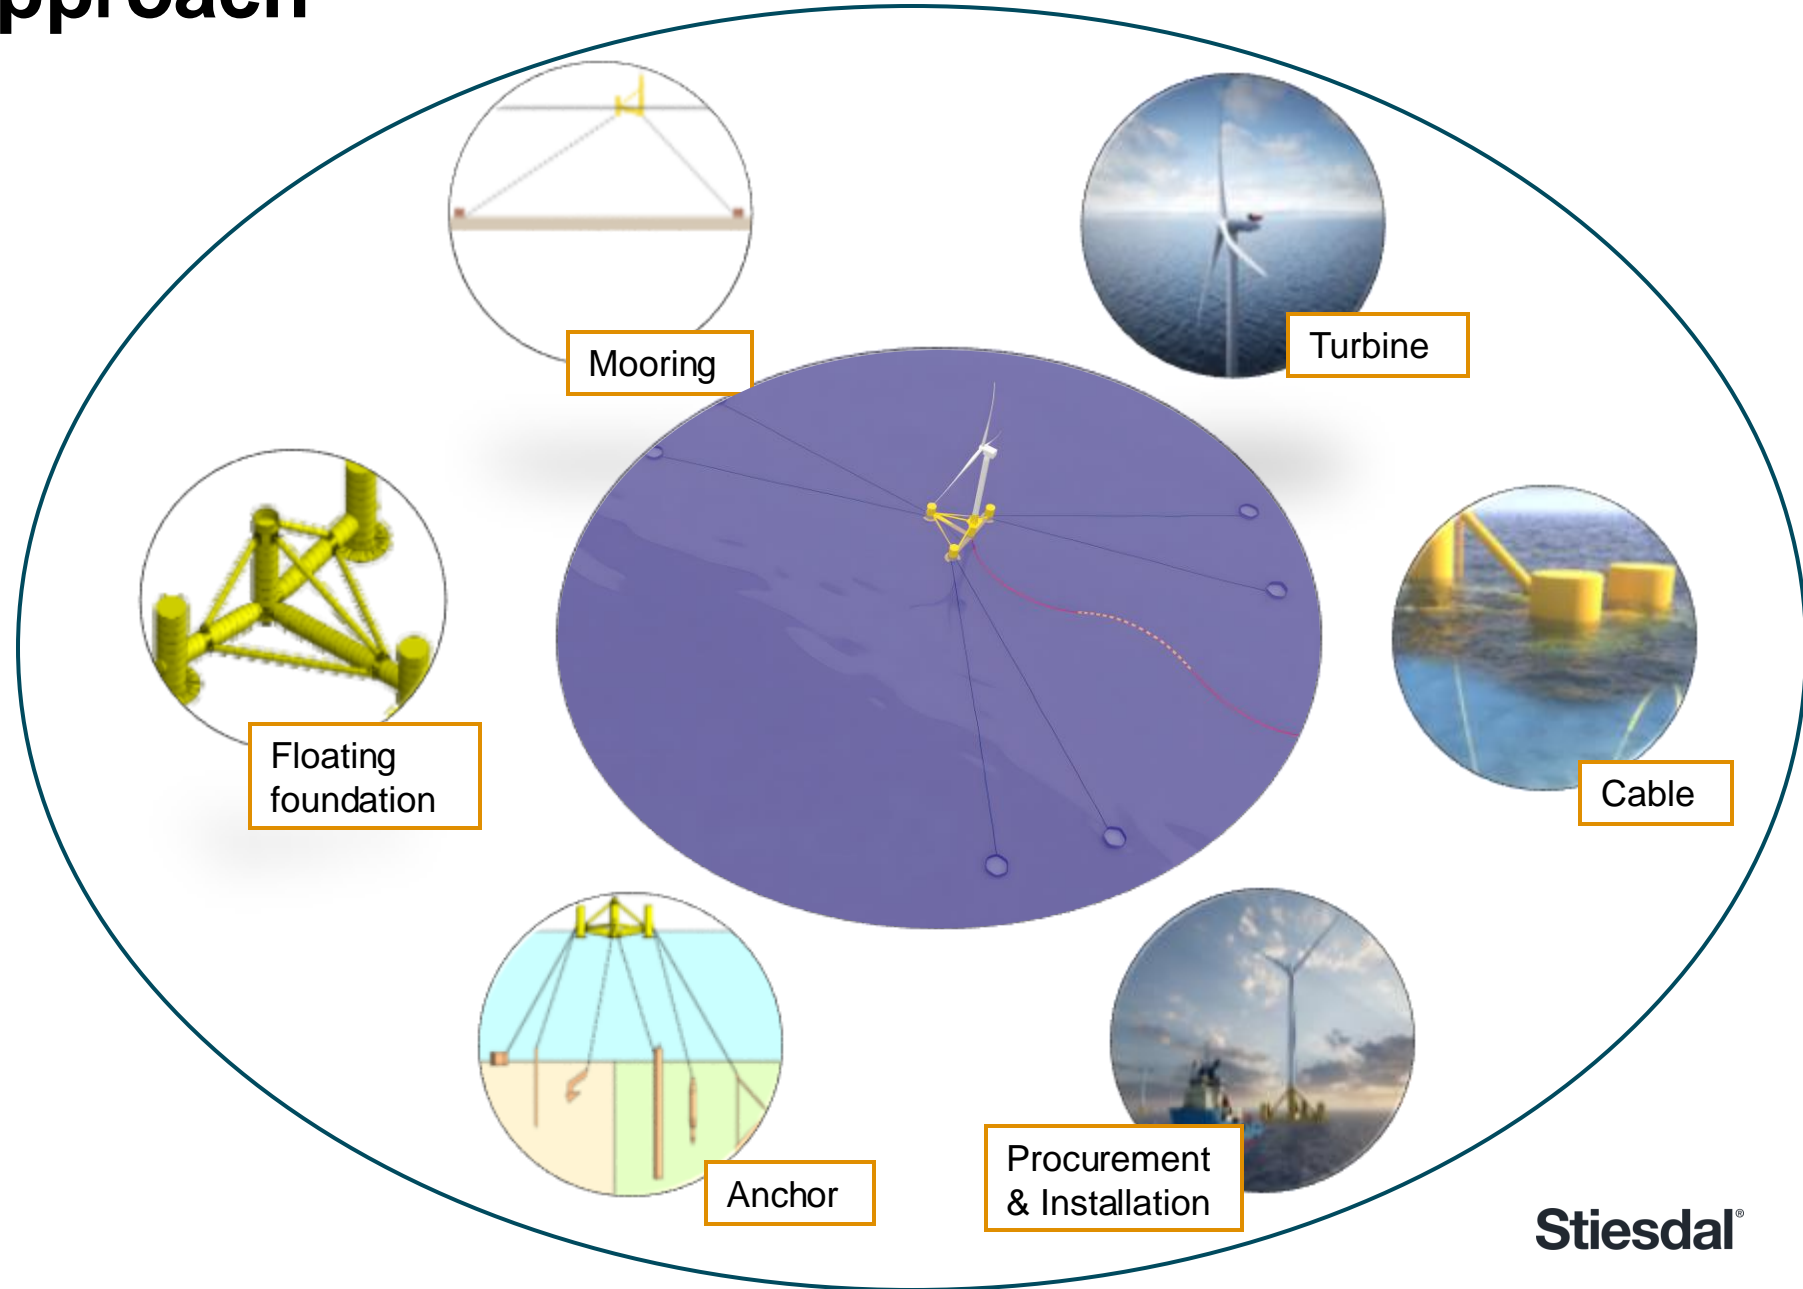 pproach
Mooring
Turbine
Floating
foundation
Cable
Anchor
Procurement
& Installation
Stiesdal®